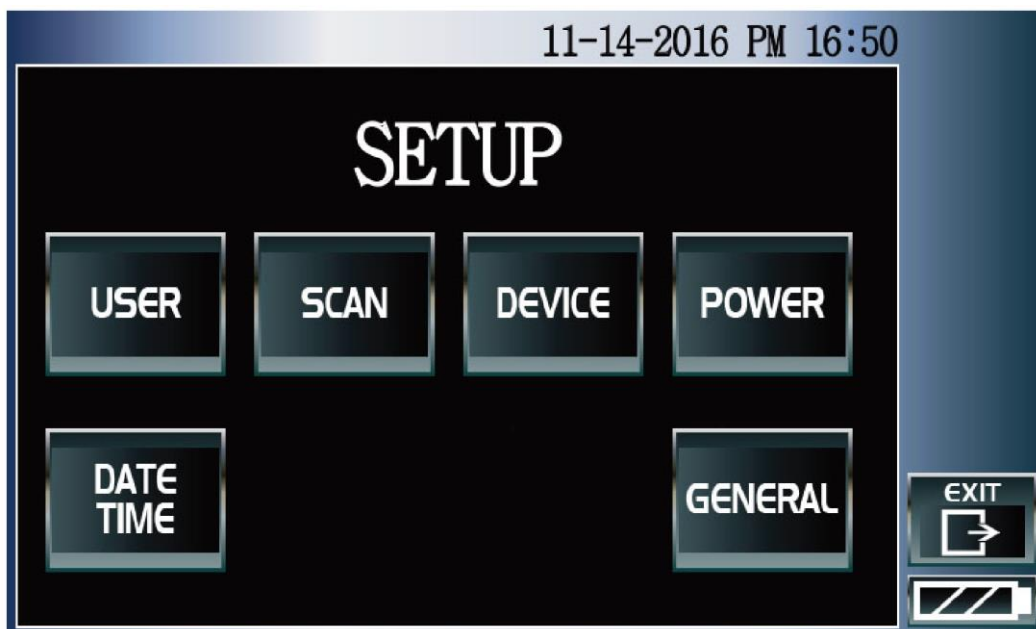 11-14-2016 PM 16:50
SETUP
USER SCAN DEVICE POWER
DATE
TIME
GENERAL
EXIT